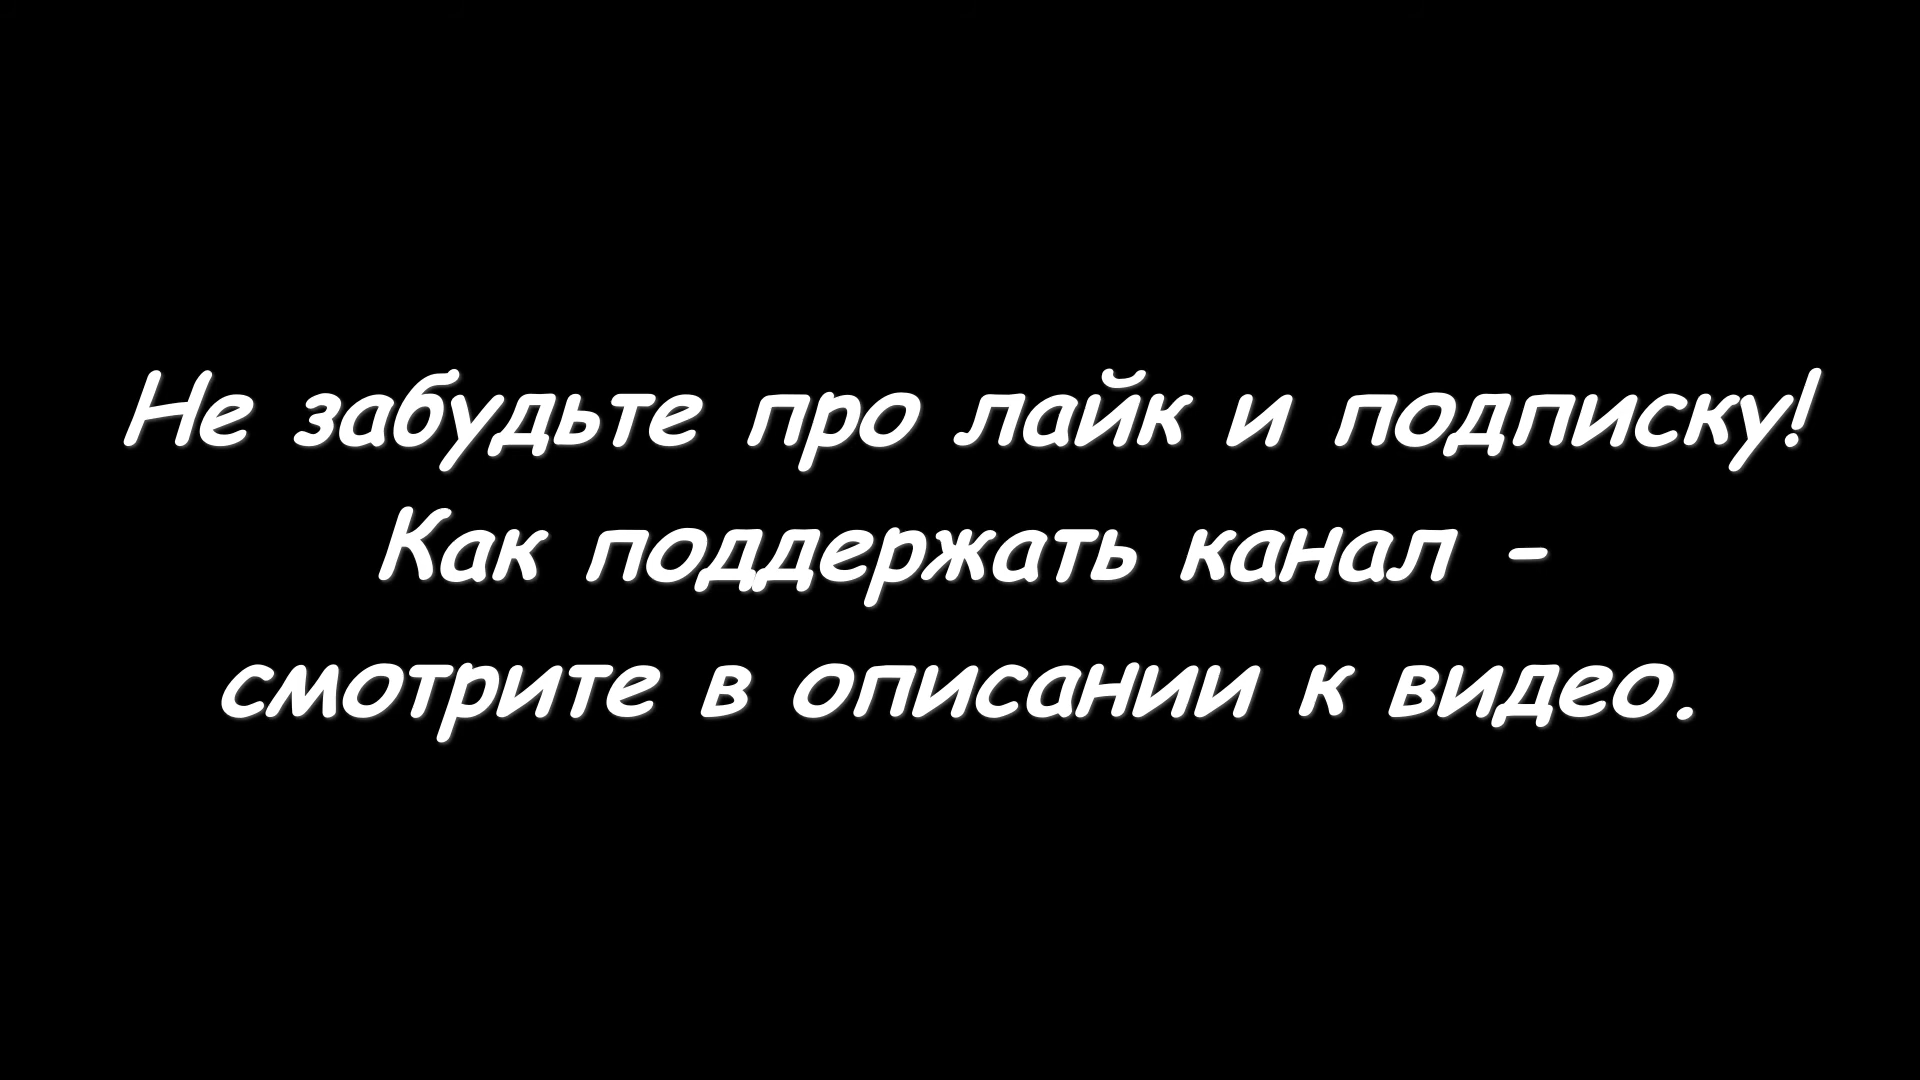 Не забудьте про лайк и подписку!
Как поддержать канал -
смотрите в описании к видео.